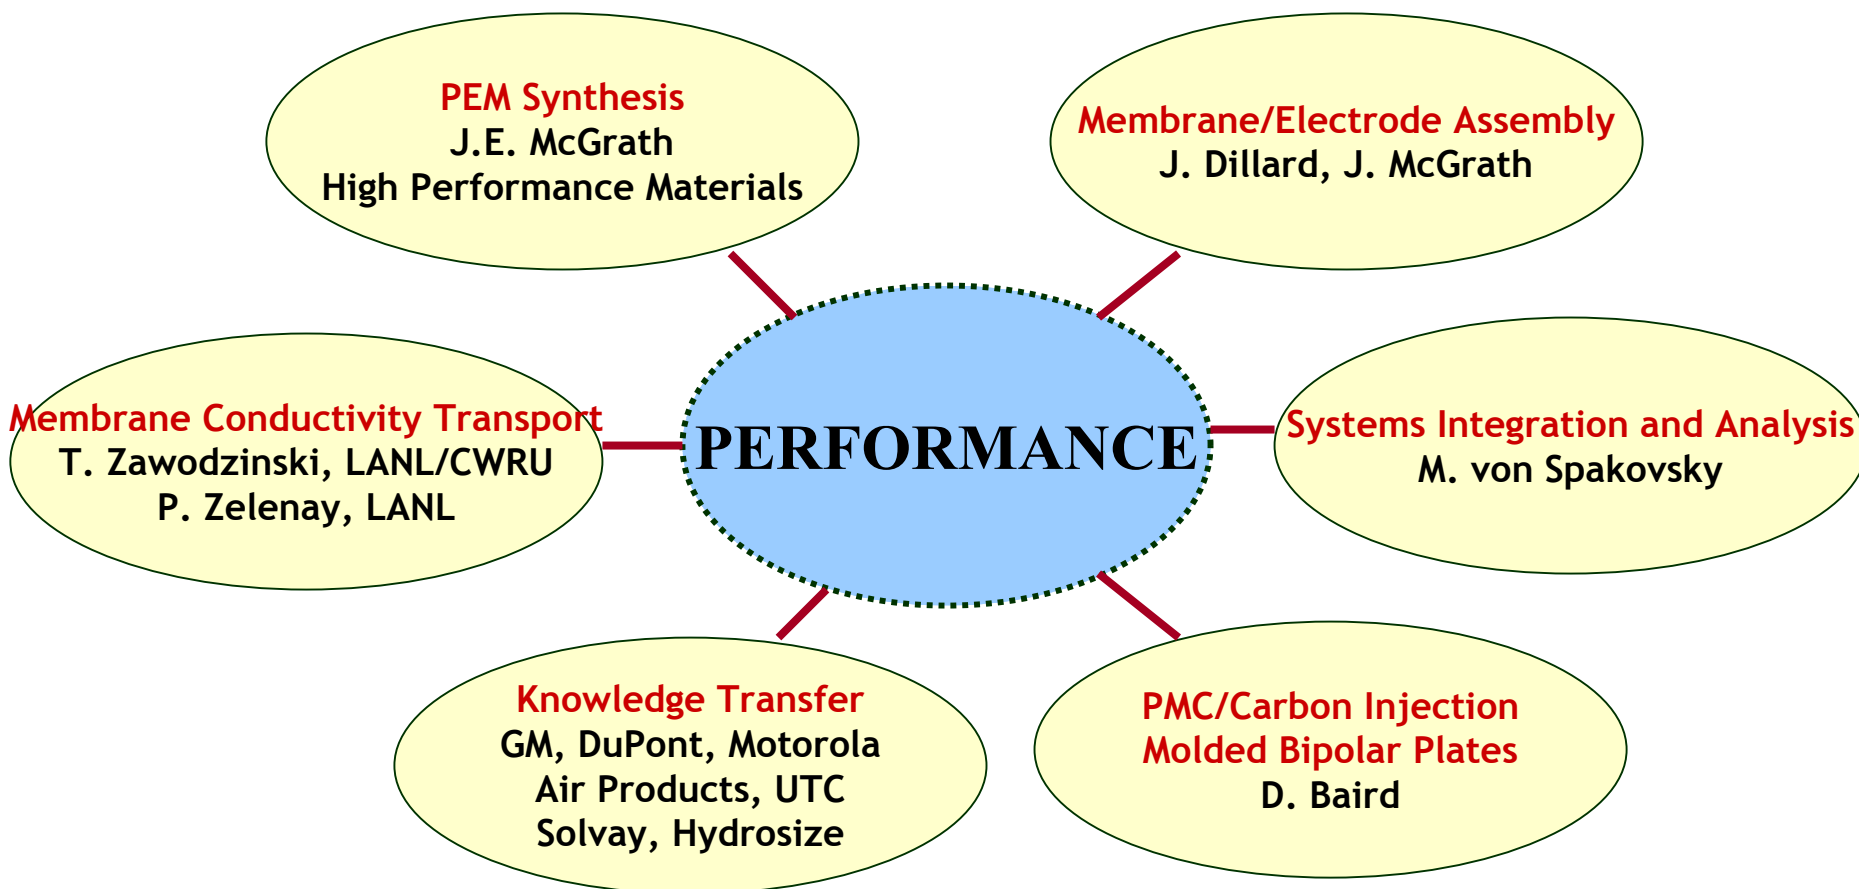 PEM Synthesis
J.E. McGrath
High Performance Materials
Membrane/Electrode Assembly
J. Dillard, J. McGrath
Membrane Conductivity Transport
T. Zawodzinski, LANL/CWRU
P. Zelenay, LANL
PERFORMANCE
Systems Integration and Analysis
M. von Spakovsky
Knowledge Transfer
GM, DuPont, Motorola
Air Products, UTC
Solvay, Hydrosize
PMC/Carbon Injection
Molded Bipolar Plates
D. Baird